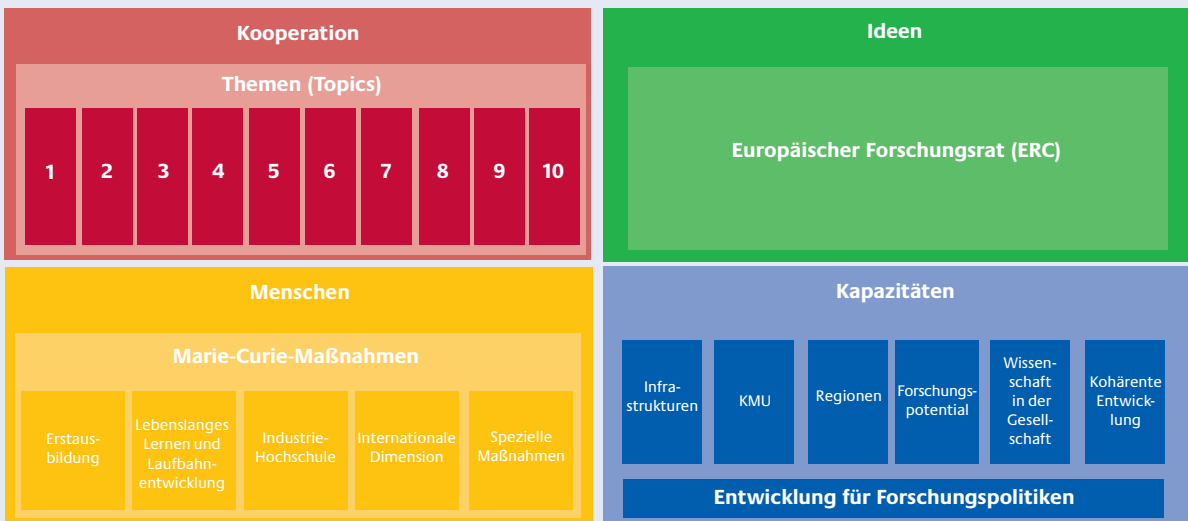 Kooperation
Themen (Topics)
1 2 3 4 5 6 7 8 9 10
Ideen
Europäischer Forschungsrat (ERC)
Menschen
Marie-Curie-Maßnahmen
Erstaus-
bildung
Lebenslanges
Lernen und
Laufbahn-
entwicklung
Industrie-
Hochschule
Internationale
Dimension
Spezielle
Maßnahmen
Kapazitäten
Infra-
strukturen
KMU
Regionen
Forschungs-
potential
Wissen-
schaft
in der
Gesell-
schaft
Kohärente
Entwick-
lung
Entwicklung für Forschungspolitiken